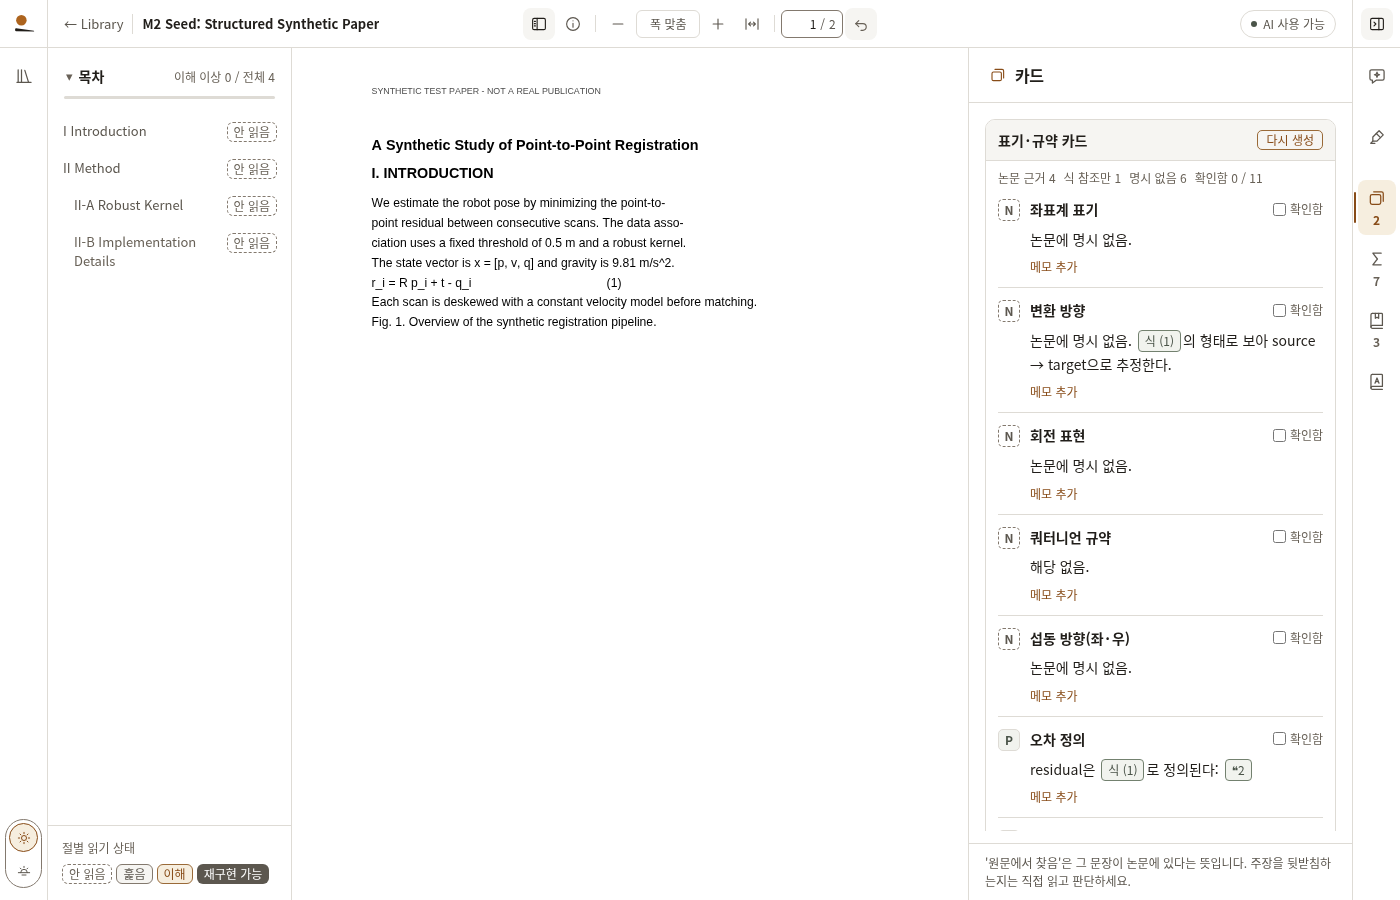 ← Library
M2 Seed: Structured Synthetic Paper
폭 맞춤
1 / 2
AI 사용 가능
▼ 목차
이해 이상 0 / 전체 4
I Introduction
안 읽음
II Method
안 읽음
II-A Robust Kernel
안 읽음
II-B Implementation
Details
안 읽음
절별 읽기 상태
안 읽음
훑음
이해
재구현 가능
SYNTHETIC TEST PAPER - NOT A REAL PUBLICATION
A Synthetic Study of Point-to-Point Registration
I. INTRODUCTION
We estimate the robot pose by minimizing the point-to-
point residual between consecutive scans. The data asso-
ciation uses a fixed threshold of 0.5 m and a robust kernel.
The state vector is x = [p, v, q] and gravity is 9.81 m/s^2.
r_i = R p_i + t - q_i (1)
Each scan is deskewed with a constant velocity model before matching.
Fig. 1. Overview of the synthetic registration pipeline.
카드
표기·규약 카드
다시 생성
논문 근거 4 식 참조만 1 명시 없음 6 확인함 0 / 11
N 좌표계 표기 확인함
논문에 명시 없음.
메모 추가
N 변환 방향 확인함
논문에 명시 없음. 식 (1) 의 형태로 보아 source
→ target으로 추정한다.
메모 추가
N 회전 표현 확인함
논문에 명시 없음.
메모 추가
N 쿼터니언 규약 확인함
해당 없음.
메모 추가
N 섭동 방향(좌·우) 확인함
논문에 명시 없음.
메모 추가
P 오차 정의 확인함
residual은 식 (1) 로 정의된다: ❝2
메모 추가
'원문에서 찾음'은 그 문장이 논문에 있다는 뜻입니다. 주장을 뒷받침하
는지는 직접 읽고 판단하세요.
2
7
3